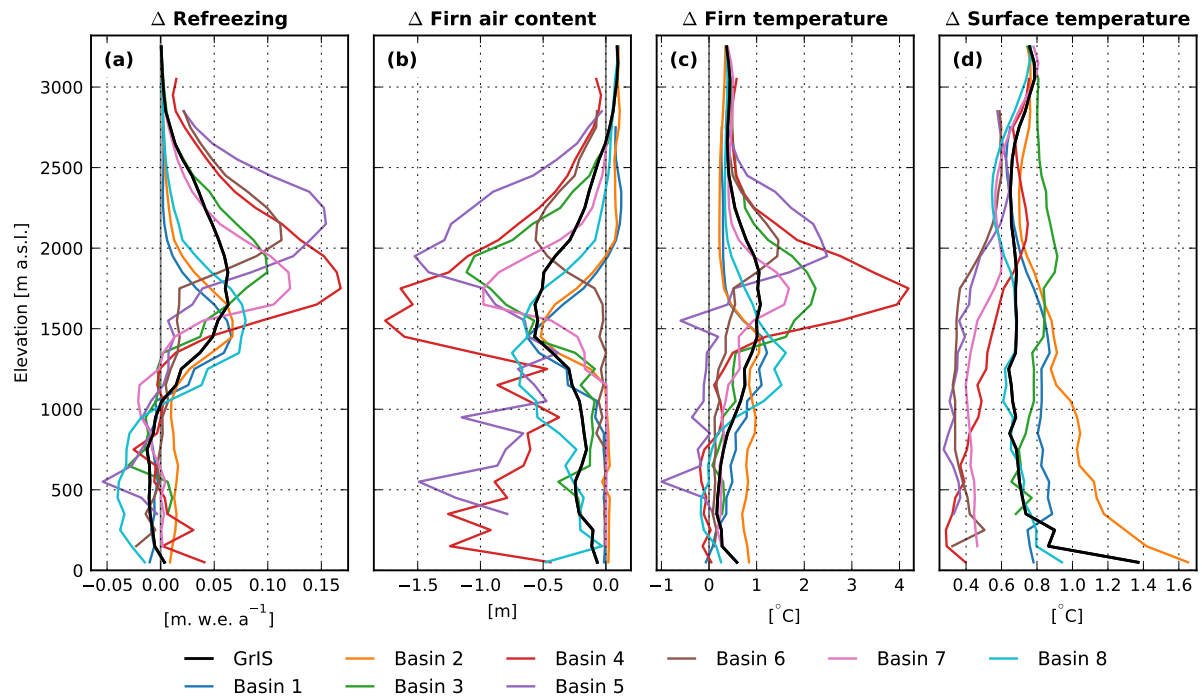 Δ Refreezing
Δ Firn air content
Δ Firn temperature
Δ Surface temperature
(a)
(b)
(c)
(d)
Elevation [m a.s.l.]
3000
2500
2000
1500
1000
500
0
−0.05 0.00 0.05 0.10 0.15
−1.5 −1.0 −0.5 0.0
−1 0 1 2 3 4
0.4 0.6 0.8 1.0 1.2 1.4 1.6
[m. w.e. a⁻¹]
[m]
[°C]
[°C]
GrIS Basin 2 Basin 4 Basin 6 Basin 7 Basin 8
Basin 1 Basin 3 Basin 5